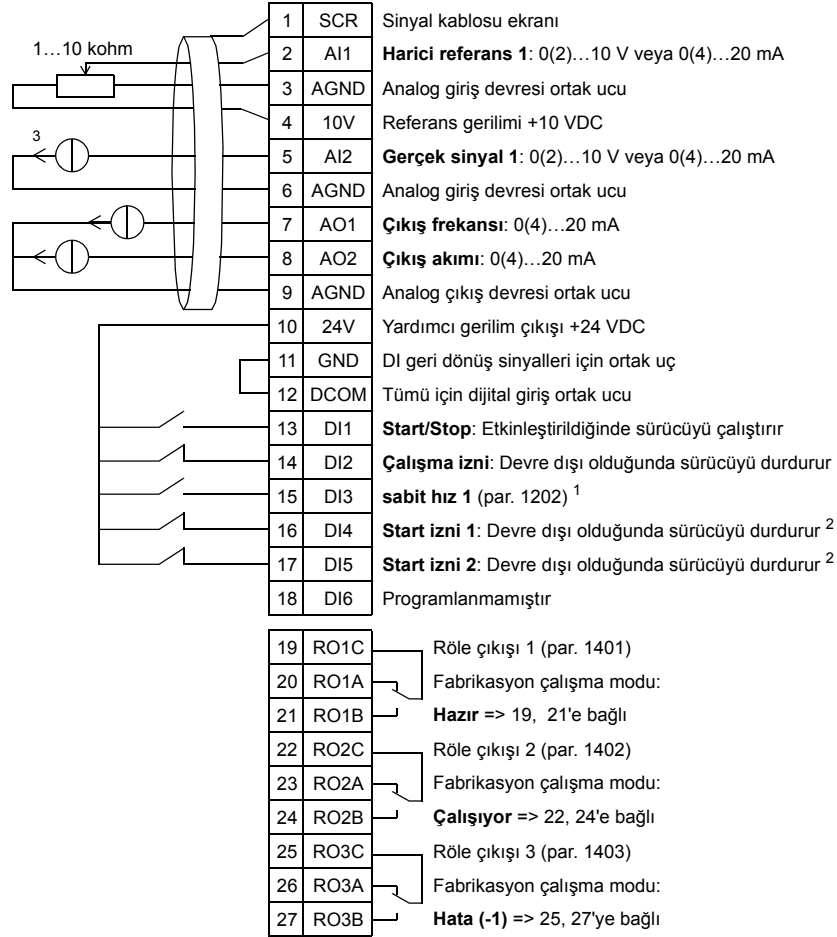 1 SCR Sinyal kablosu ekranı
1…10 kohm
2 AI1 Harici referans 1: 0(2)…10 V veya 0(4)…20 mA
3 AGND Analog giriş devresi ortak ucu
4 10V Referans gerilimi +10 VDC
3
5 AI2 Gerçek sinyal 1: 0(2)…10 V veya 0(4)…20 mA
6 AGND Analog giriş devresi ortak ucu
7 AO1 Çıkış frekansı: 0(4)…20 mA
8 AO2 Çıkış akımı: 0(4)…20 mA
9 AGND Analog çıkış devresi ortak ucu
10 24V Yardımcı gerilim çıkışı +24 VDC
11 GND DI geri dönüş sinyalleri için ortak uç
12 DCOM Tümü için dijital giriş ortak ucu
13 DI1 Start/Stop: Etkinleştirildiğinde sürücüyü çalıştırır
14 DI2 Çalışma izni: Devre dışı olduğunda sürücüyü durdurur
15 DI3 sabit hız 1 (par. 1202) 1
16 DI4 Start izni 1: Devre dışı olduğunda sürücüyü durdurur 2
17 DI5 Start izni 2: Devre dışı olduğunda sürücüyü durdurur 2
18 DI6 Programlanmamıştır
19 RO1C Röle çıkışı 1 (par. 1401)
20 RO1A Fabrikasyon çalışma modu:
21 RO1B Hazır => 19, 21'e bağlı
22 RO2C Röle çıkışı 2 (par. 1402)
23 RO2A Fabrikasyon çalışma modu:
24 RO2B Çalışıyor => 22, 24'e bağlı
25 RO3C Röle çıkışı 3 (par. 1403)
26 RO3A Fabrikasyon çalışma modu:
27 RO3B Hata (-1) => 25, 27'ye bağlı